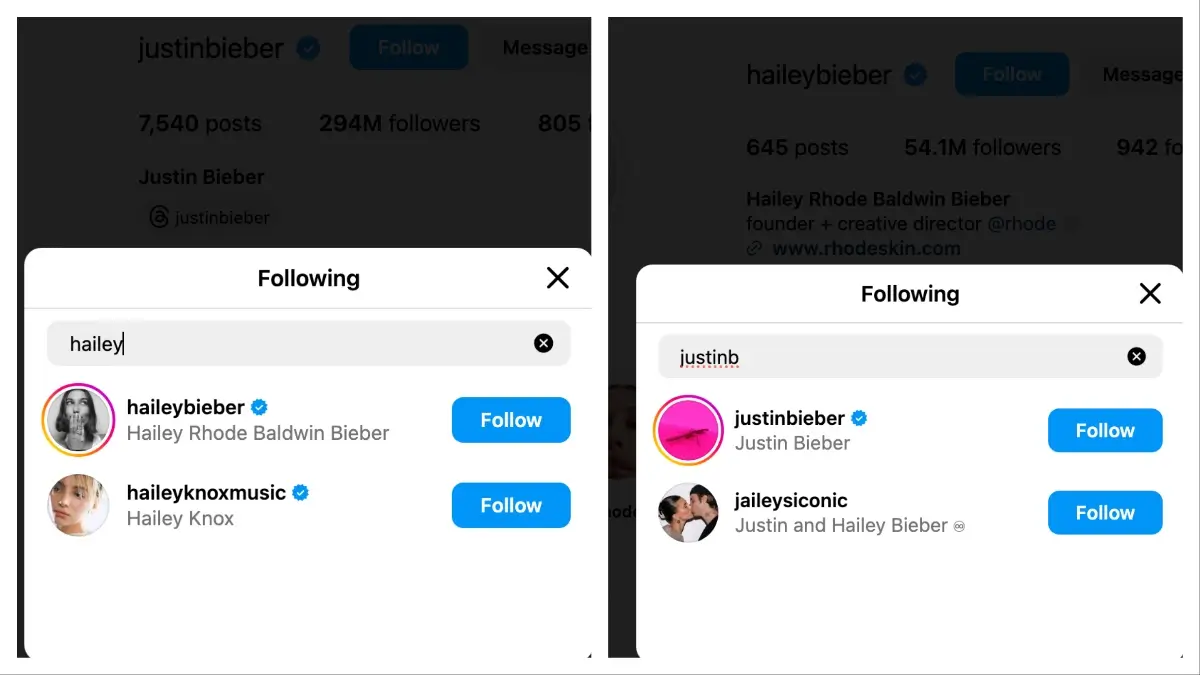 justinbieber Follow Message
7,540 posts 294M followers 805
Justin Bieber
justinbieber
Following
hailey
haileybieber Follow
Hailey Rhode Baldwin Bieber
haileyknoxmusic Follow
Hailey Knox
haileybieber Follow Message
645 posts 54.1M followers 942 fo
Hailey Rhode Baldwin Bieber
founder + creative director @rhode
www.rhodeskin.com
Following
justinb
justinbieber Follow
Justin Bieber
jaileysiconic Follow
Justin and Hailey Bieber ♾